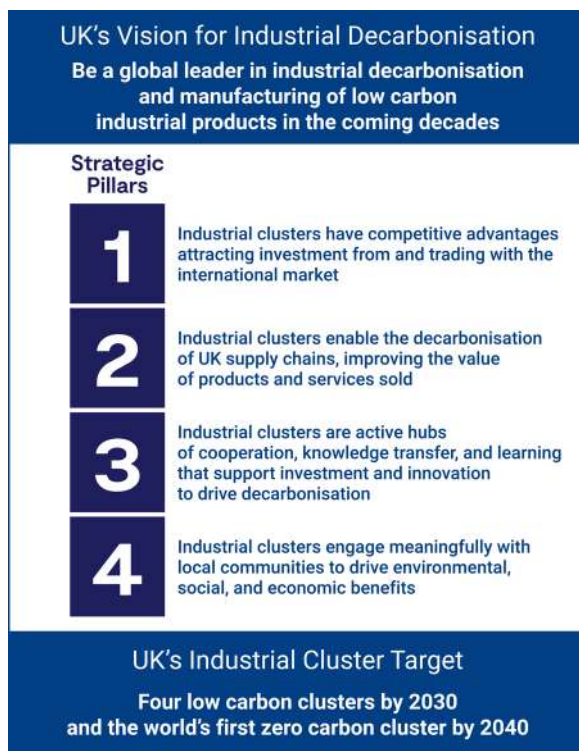 UK's Vision for Industrial Decarbonisation
Be a global leader in industrial decarbonisation
and manufacturing of low carbon
industrial products in the coming decades
Strategic
Pillars
1
Industrial clusters have competitive advantages
attracting investment from and trading with the
international market
2
Industrial clusters enable the decarbonisation
of UK supply chains, improving the value
of products and services sold
3
Industrial clusters are active hubs
of cooperation, knowledge transfer, and learning
that support investment and innovation
to drive decarbonisation
4
Industrial clusters engage meaningfully with
local communities to drive environmental,
social, and economic benefits
UK's Industrial Cluster Target
Four low carbon clusters by 2030
and the world's first zero carbon cluster by 2040